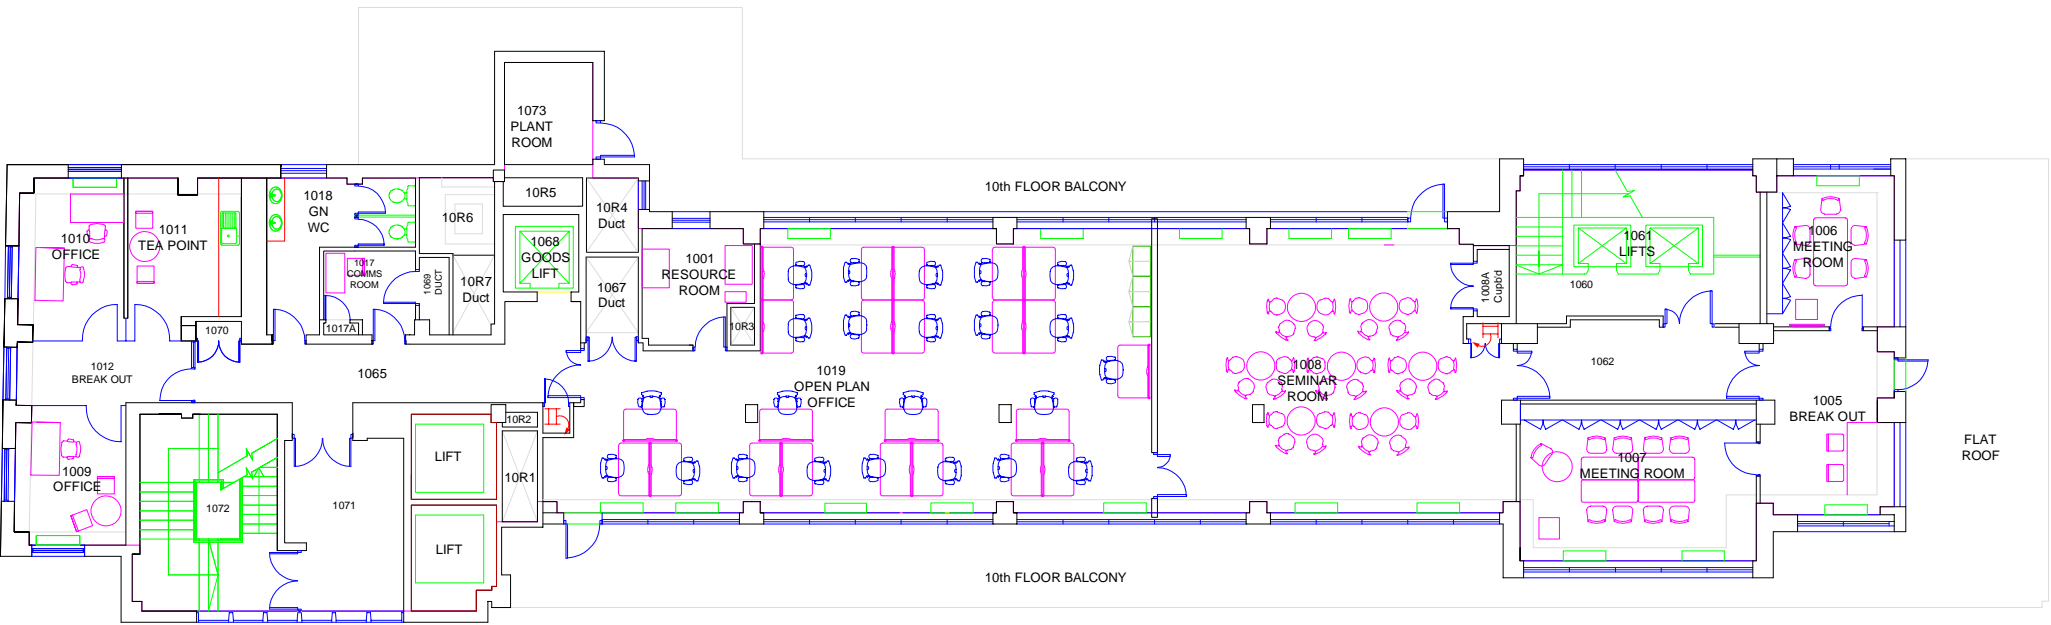 1073
PLANT
ROOM
10th FLOOR BALCONY
1010
OFFICE
1011
TEA POINT
1018
GN
WC
1017
COMMS
ROOM
1017A
1069
DUCT
10R6
10R5
10R7
Duct
1068
GOODS
LIFT
10R4
Duct
1067
Duct
1001
RESOURCE
ROOM
10R3
1070
1012
BREAK OUT
1065
1009
OFFICE
1072
1071
LIFT
LIFT
10R2
10R1
1019
OPEN PLAN
OFFICE
1008
SEMINAR
ROOM
1008A
Cupb'd
1060
1061
LIFTS
1006
MEETING
ROOM
1062
1005
BREAK OUT
1007
MEETING ROOM
FLAT
ROOF
10th FLOOR BALCONY